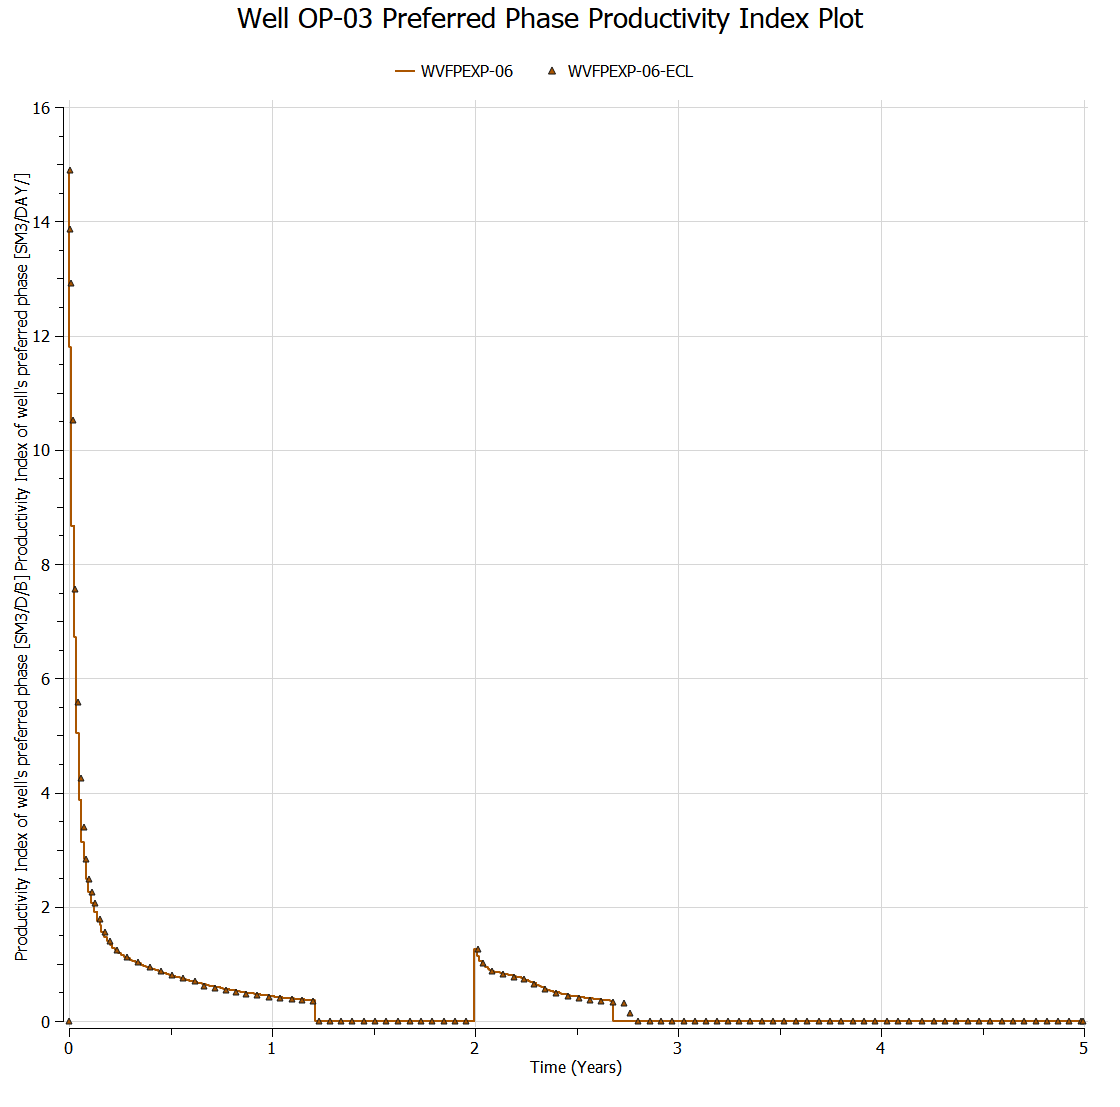 Well OP-03 Preferred Phase Productivity Index Plot
WVFPEXP-06 WVFPEXP-06-ECL
Productivity Index of well's preferred phase [SM3/D/B] Productivity Index of well's preferred phase [SM3/DAY/]
16
14
12
10
8
6
4
2
0
0 1 2 3 4 5
Time (Years)